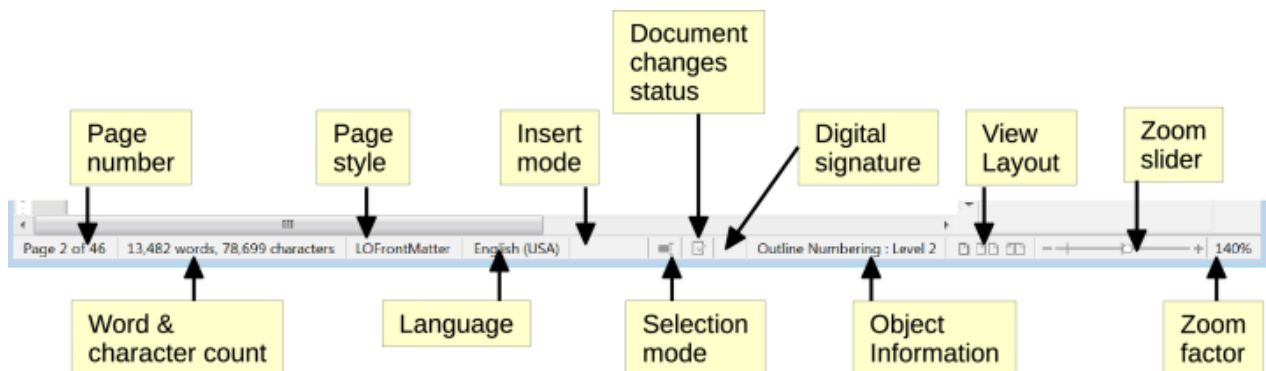 Document
changes
status
Page
number
Page
style
Insert
mode
Digital
signature
View
Layout
Zoom
slider
Page 2 of 46
13,482 words, 78,699 characters
LOFrontMatter
English (USA)
Outline Numbering : Level 2
140%
Word &
character count
Language
Selection
mode
Object
Information
Zoom
factor